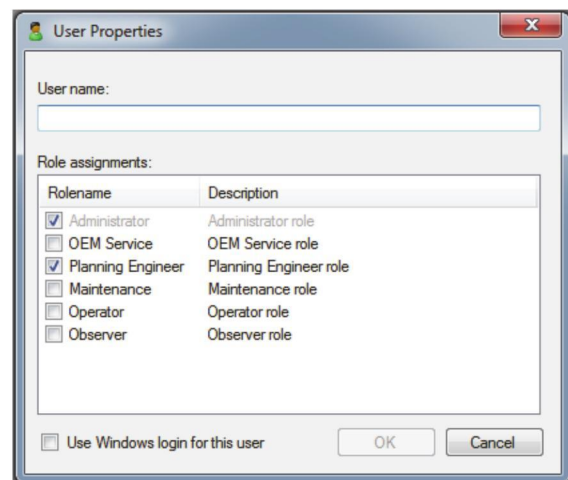 User Properties
User name:
Role assignments:
Rolename Description
Administrator Administrator role
OEM Service OEM Service role
Planning Engineer Planning Engineer role
Maintenance Maintenance role
Operator Operator role
Observer Observer role
Use Windows login for this user OK Cancel